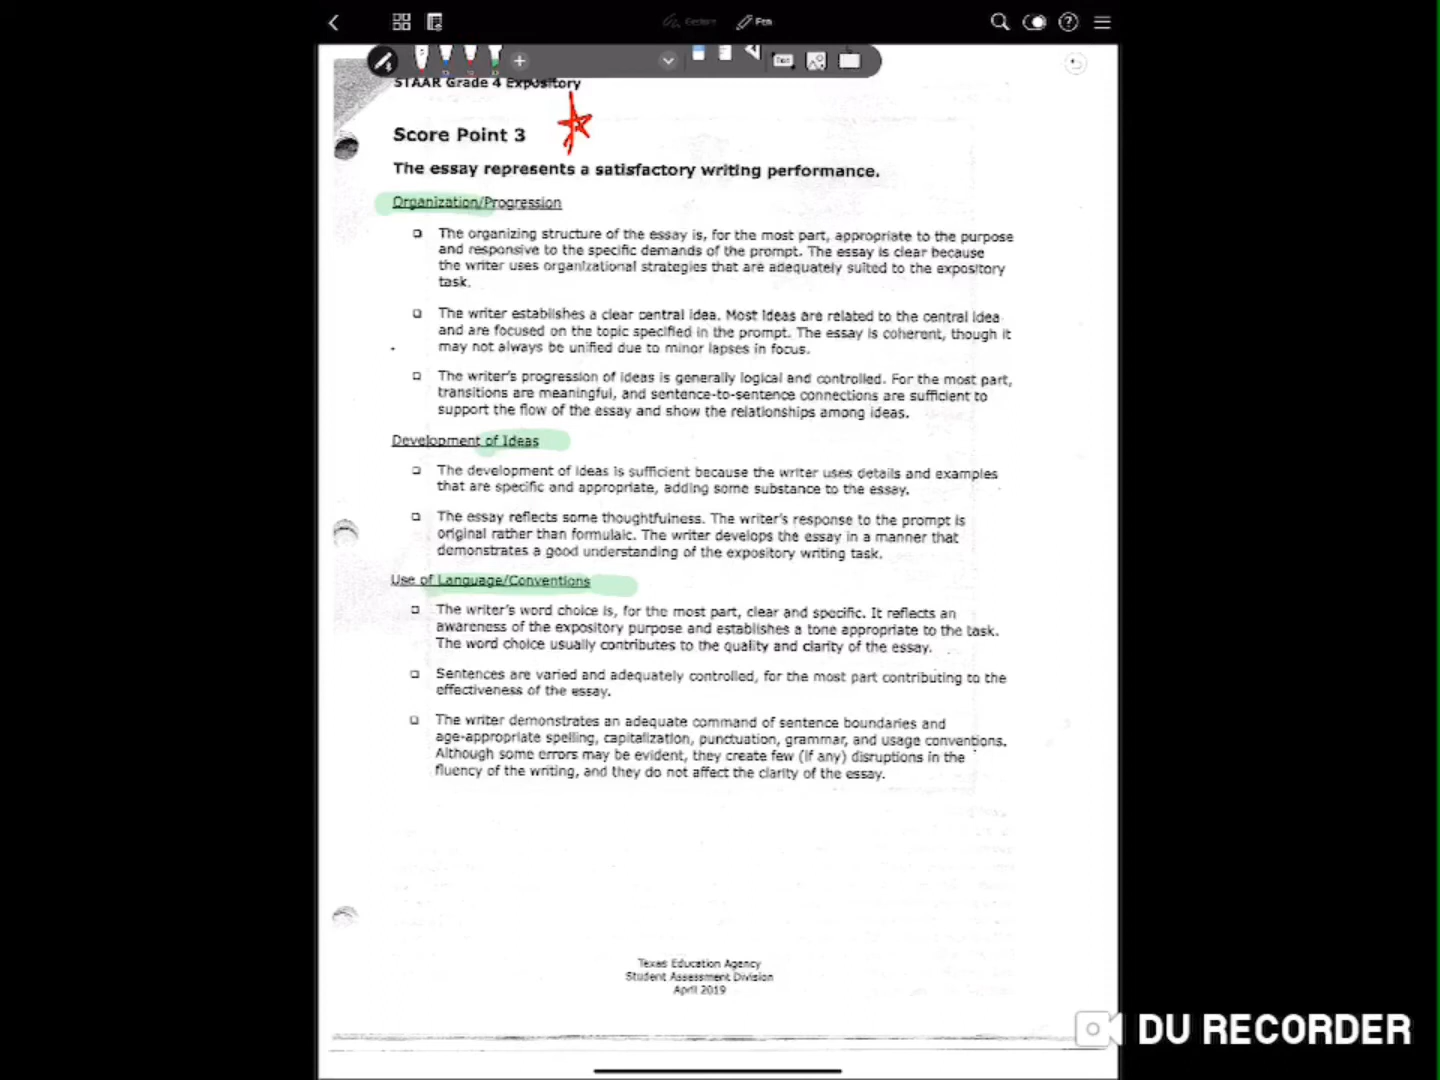 Pen
Text
STAAR Grade 4 Expository
Score Point 3
The essay represents a satisfactory writing performance.
Organization/Progression
The organizing structure of the essay is, for the most part, appropriate to the purpose
and responsive to the specific demands of the prompt. The essay is clear because
the writer uses organizational strategies that are adequately suited to the expository
task.
The writer establishes a clear central idea. Most ideas are related to the central idea
and are focused on the topic specified in the prompt. The essay is coherent, though it
may not always be unified due to minor lapses in focus.
The writer's progression of ideas is generally logical and controlled. For the most part,
transitions are meaningful, and sentence-to-sentence connections are sufficient to
support the flow of the essay and show the relationships among ideas.
Development of Ideas
The development of ideas is sufficient because the writer uses details and examples
that are specific and appropriate, adding some substance to the essay.
The essay reflects some thoughtfulness. The writer's response to the prompt is
original rather than formulaic. The writer develops the essay in a manner that
demonstrates a good understanding of the expository writing task.
Use of Language/Conventions
The writer's word choice is, for the most part, clear and specific. It reflects an
awareness of the expository purpose and establishes a tone appropriate to the task.
The word choice usually contributes to the quality and clarity of the essay.
Sentences are varied and adequately controlled, for the most part contributing to the
effectiveness of the essay.
The writer demonstrates an adequate command of sentence boundaries and
age-appropriate spelling, capitalization, punctuation, grammar, and usage conventions.
Although some errors may be evident, they create few (if any) disruptions in the
fluency of the writing, and they do not affect the clarity of the essay.
Texas Education Agency
Student Assessment Division
April 2019
DU RECORDER